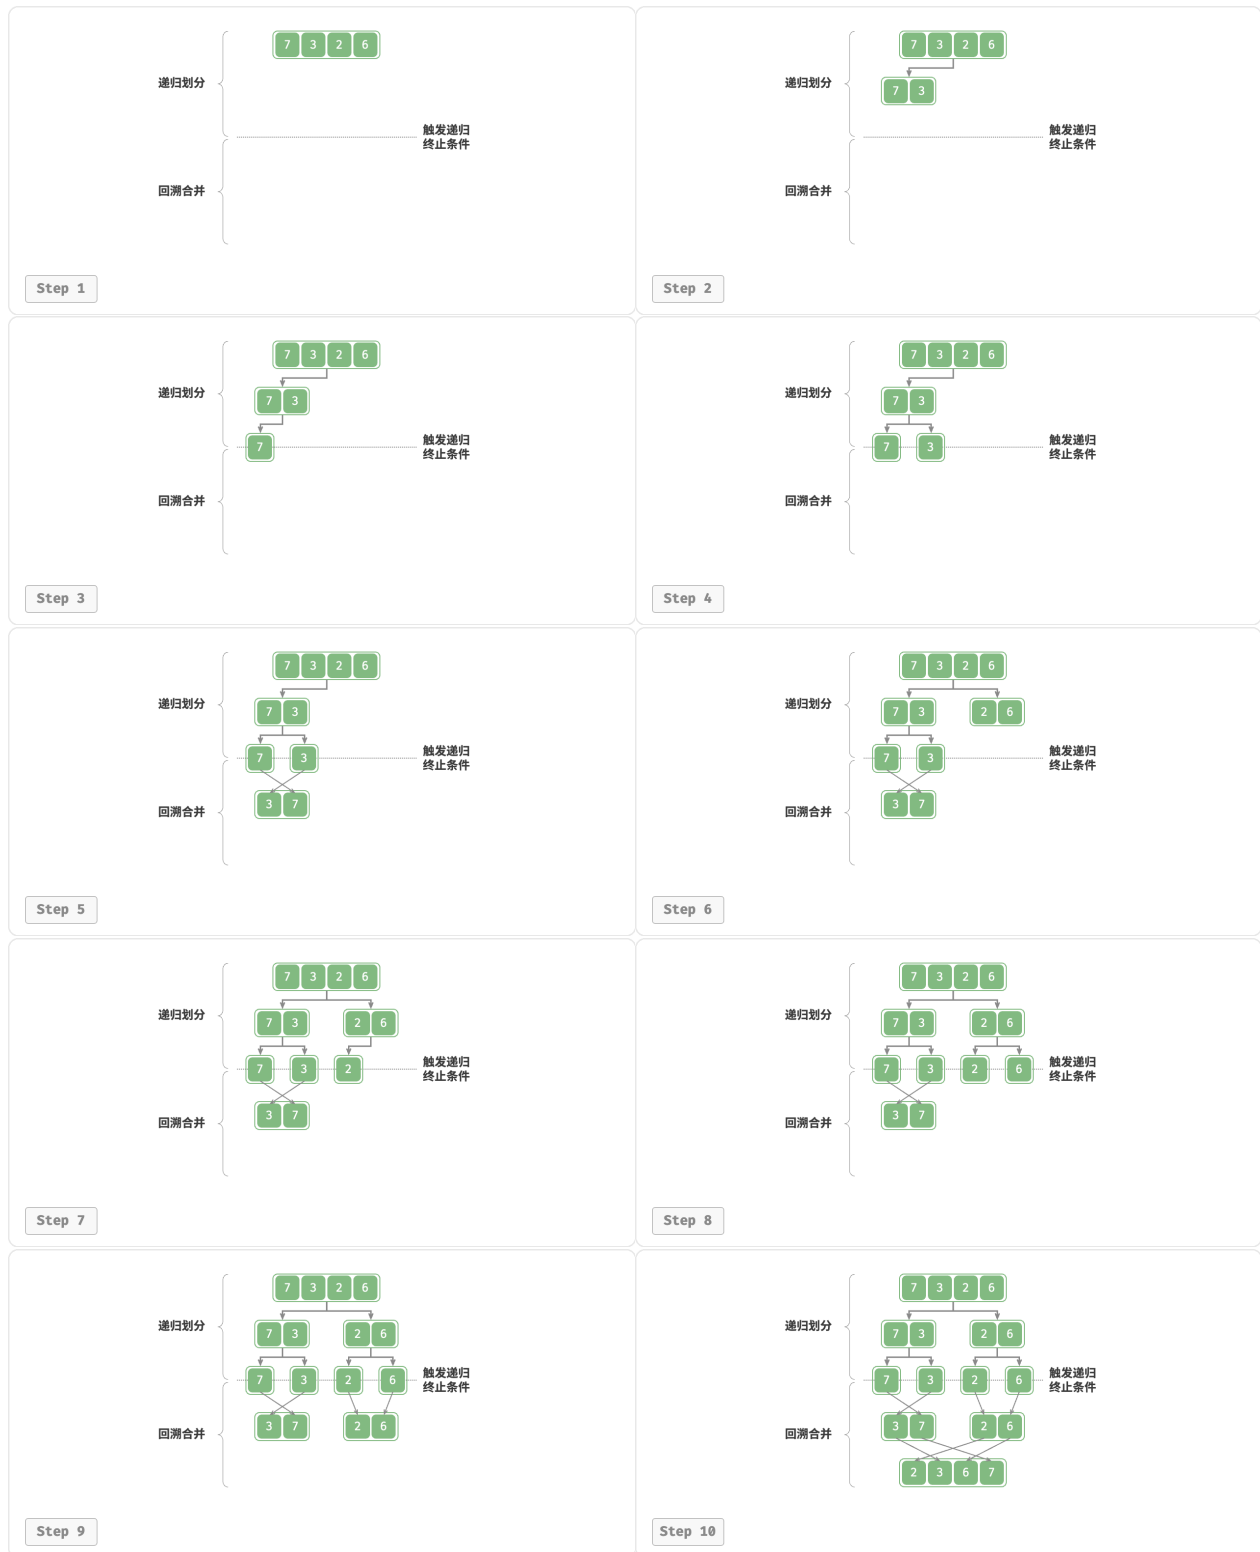 7 3 2 6
递归划分
触发递归
终止条件
回溯合并
Step 1
7 3 2 6
7 3
递归划分
触发递归
终止条件
回溯合并
Step 2
7 3 2 6
递归划分
7 3
7
触发递归
终止条件
回溯合并
Step 3
7 3 2 6
递归划分
7 3
7 3
触发递归
终止条件
回溯合并
Step 4
7 3 2 6
递归划分
7 3
7 3
触发递归
终止条件
3 7
回溯合并
Step 5
7 3 2 6
递归划分
7 3 2 6
7 3
触发递归
终止条件
3 7
回溯合并
Step 6
7 3 2 6
递归划分
7 3 2 6
7 3 2
触发递归
终止条件
3 7
回溯合并
Step 7
7 3 2 6
递归划分
7 3 2 6
7 3 2 6
触发递归
终止条件
3 7
回溯合并
Step 8
7 3 2 6
递归划分
7 3 2 6
7 3 2 6
触发递归
终止条件
3 7 2 6
回溯合并
Step 9
7 3 2 6
递归划分
7 3 2 6
7 3 2 6
触发递归
终止条件
3 7 2 6
回溯合并
2 3 6 7
Step 10